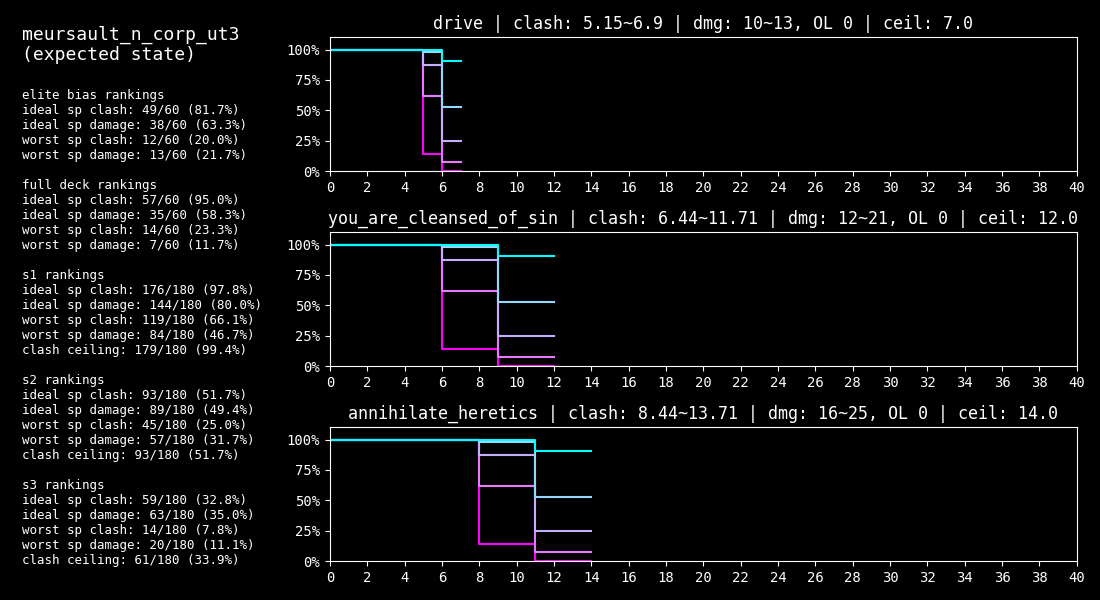 meursault_n_corp_ut3
(expected state)
elite bias rankings
ideal sp clash: 49/60 (81.7%)
ideal sp damage: 38/60 (63.3%)
worst sp clash: 12/60 (20.0%)
worst sp damage: 13/60 (21.7%)
full deck rankings
ideal sp clash: 57/60 (95.0%)
ideal sp damage: 35/60 (58.3%)
worst sp clash: 14/60 (23.3%)
worst sp damage: 7/60 (11.7%)
s1 rankings
ideal sp clash: 176/180 (97.8%)
ideal sp damage: 144/180 (80.0%)
worst sp clash: 119/180 (66.1%)
worst sp damage: 84/180 (46.7%)
clash ceiling: 179/180 (99.4%)
s2 rankings
ideal sp clash: 93/180 (51.7%)
ideal sp damage: 89/180 (49.4%)
worst sp clash: 45/180 (25.0%)
worst sp damage: 57/180 (31.7%)
clash ceiling: 93/180 (51.7%)
s3 rankings
ideal sp clash: 59/180 (32.8%)
ideal sp damage: 63/180 (35.0%)
worst sp clash: 14/180 (7.8%)
worst sp damage: 20/180 (11.1%)
clash ceiling: 61/180 (33.9%)
drive | clash: 5.15~6.9 | dmg: 10~13, OL 0 | ceil: 7.0
100%
75%
50%
25%
0%
0 2 4 6 8 10 12 14 16 18 20 22 24 26 28 30 32 34 36 38 40
you_are_cleansed_of_sin | clash: 6.44~11.71 | dmg: 12~21, OL 0 | ceil: 12.0
100%
75%
50%
25%
0%
0 2 4 6 8 10 12 14 16 18 20 22 24 26 28 30 32 34 36 38 40
annihilate_heretics | clash: 8.44~13.71 | dmg: 16~25, OL 0 | ceil: 14.0
100%
75%
50%
25%
0%
0 2 4 6 8 10 12 14 16 18 20 22 24 26 28 30 32 34 36 38 40